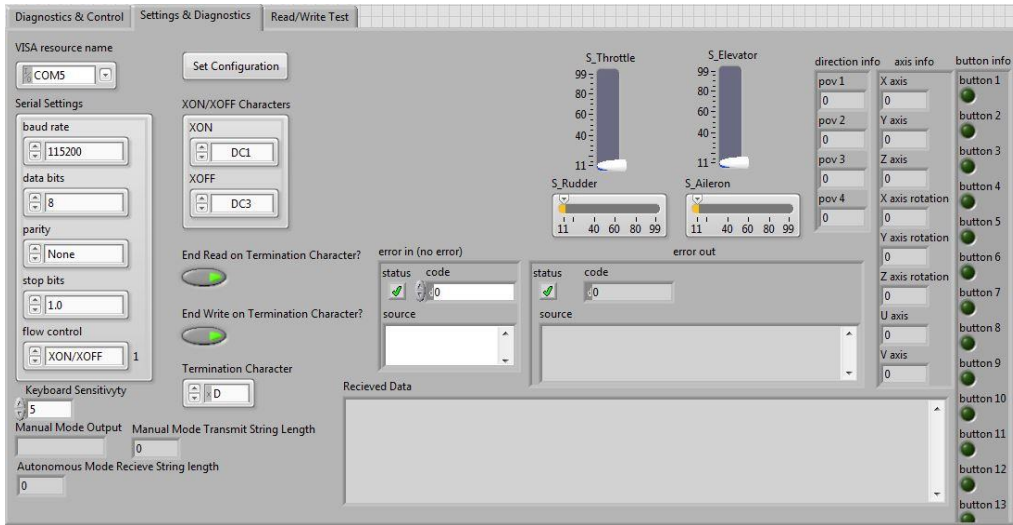 Diagnostics & Control
Settings & Diagnostics
Read/Write Test
VISA resource name
COM5
Set Configuration
Serial Settings
baud rate
115200
data bits
8
parity
None
stop bits
1.0
flow control
XON/XOFF
1
XON/XOFF Characters
XON
DC1
XOFF
DC3
End Read on Termination Character?
End Write on Termination Character?
Termination Character
x D
Keyboard Sensitivyty
5
Manual Mode Output
Manual Mode Transmit String Length
0
Autonomous Mode Recieve String length
0
S_Throttle
99
80
60
40
11
S_Elevator
99
80
60
40
11
S_Rudder
11 40 60 80 99
S_Aileron
11 40 60 80 99
error in (no error)
status code
d 0
source
error out
status code
d 0
source
Recieved Data
direction info
pov 1
0
pov 2
0
pov 3
0
pov 4
0
axis info
X axis
0
Y axis
0
Z axis
0
X axis rotation
0
Y axis rotation
0
Z axis rotation
0
U axis
0
V axis
0
button info
button 1
button 2
button 3
button 4
button 5
button 6
button 7
button 8
button 9
button 10
button 11
button 12
button 13